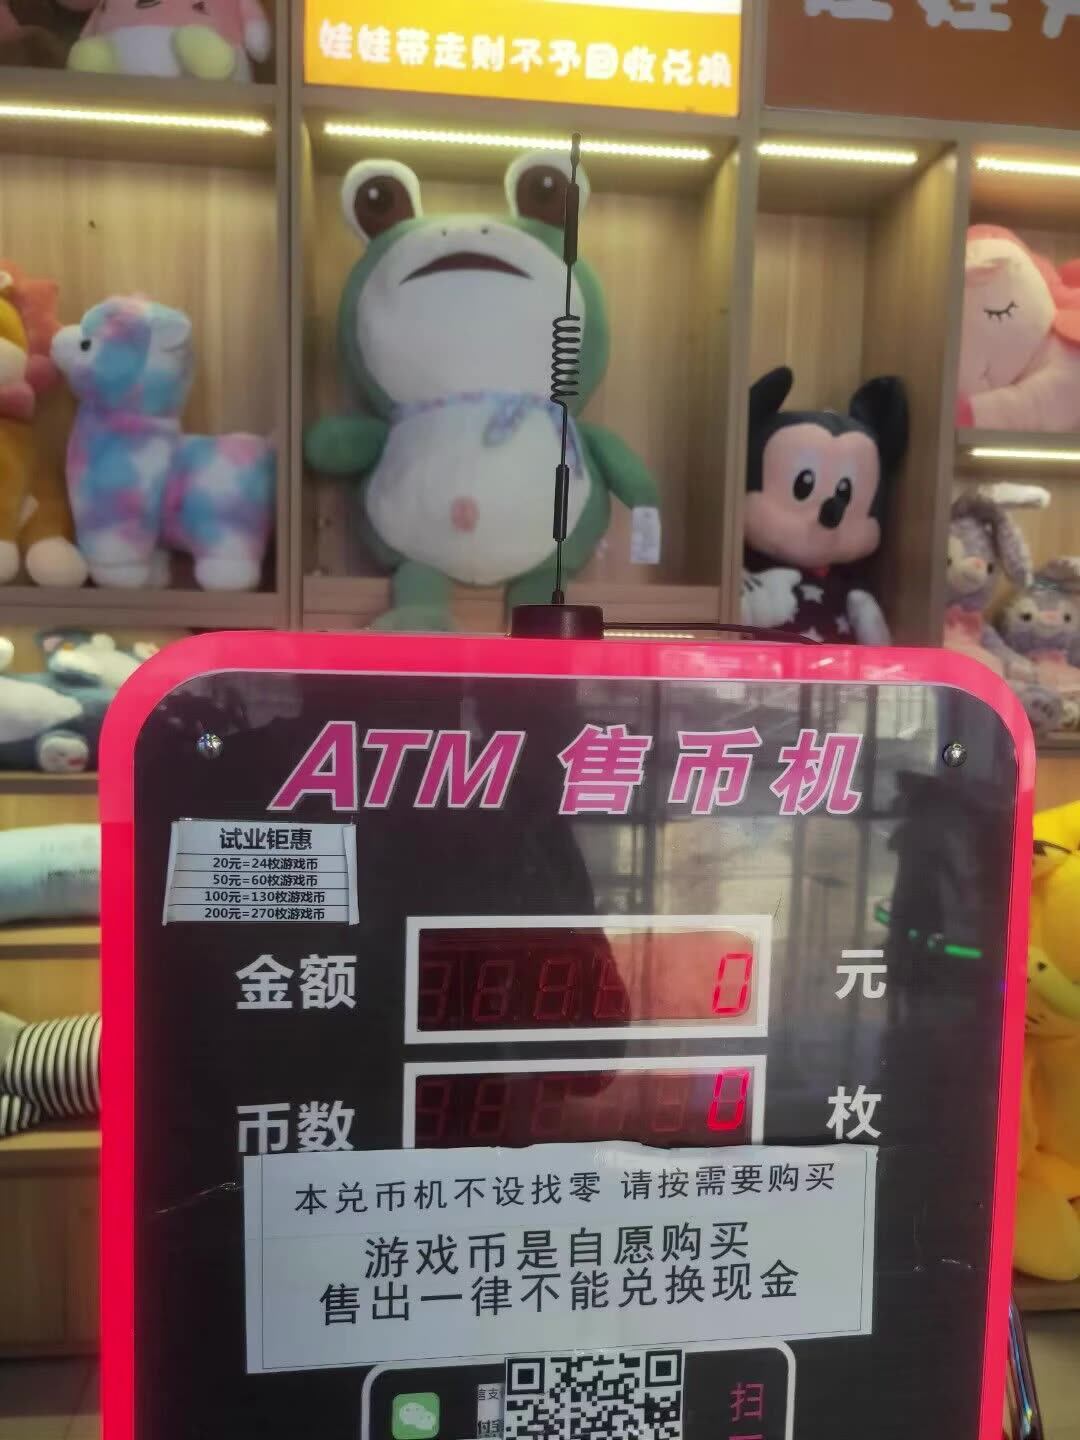 娃娃带走则不予回收兑换
ATM 售币机
试业钜惠
20元=24枚游戏币
50元=60枚游戏币
100元=130枚游戏币
200元=270枚游戏币
金额 0 元
币数 0 枚
本兑币机不设找零 请按需要购买
游戏币是自愿购买
售出一律不能兑换现金
扫